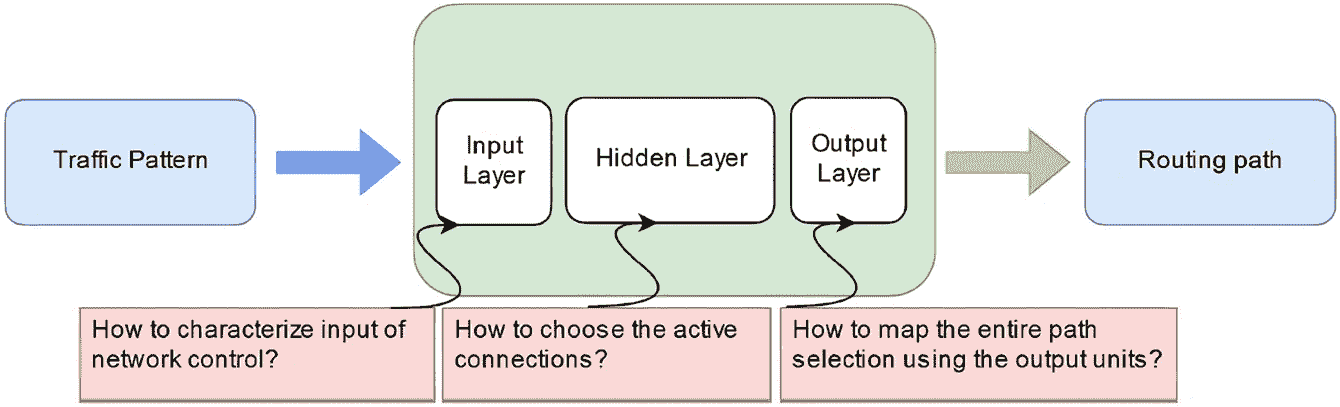 Traffic Pattern
Input
Layer
Hidden Layer
Output
Layer
Routing path
How to characterize input of
network control?
How to choose the active
connections?
How to map the entire path
selection using the output units?